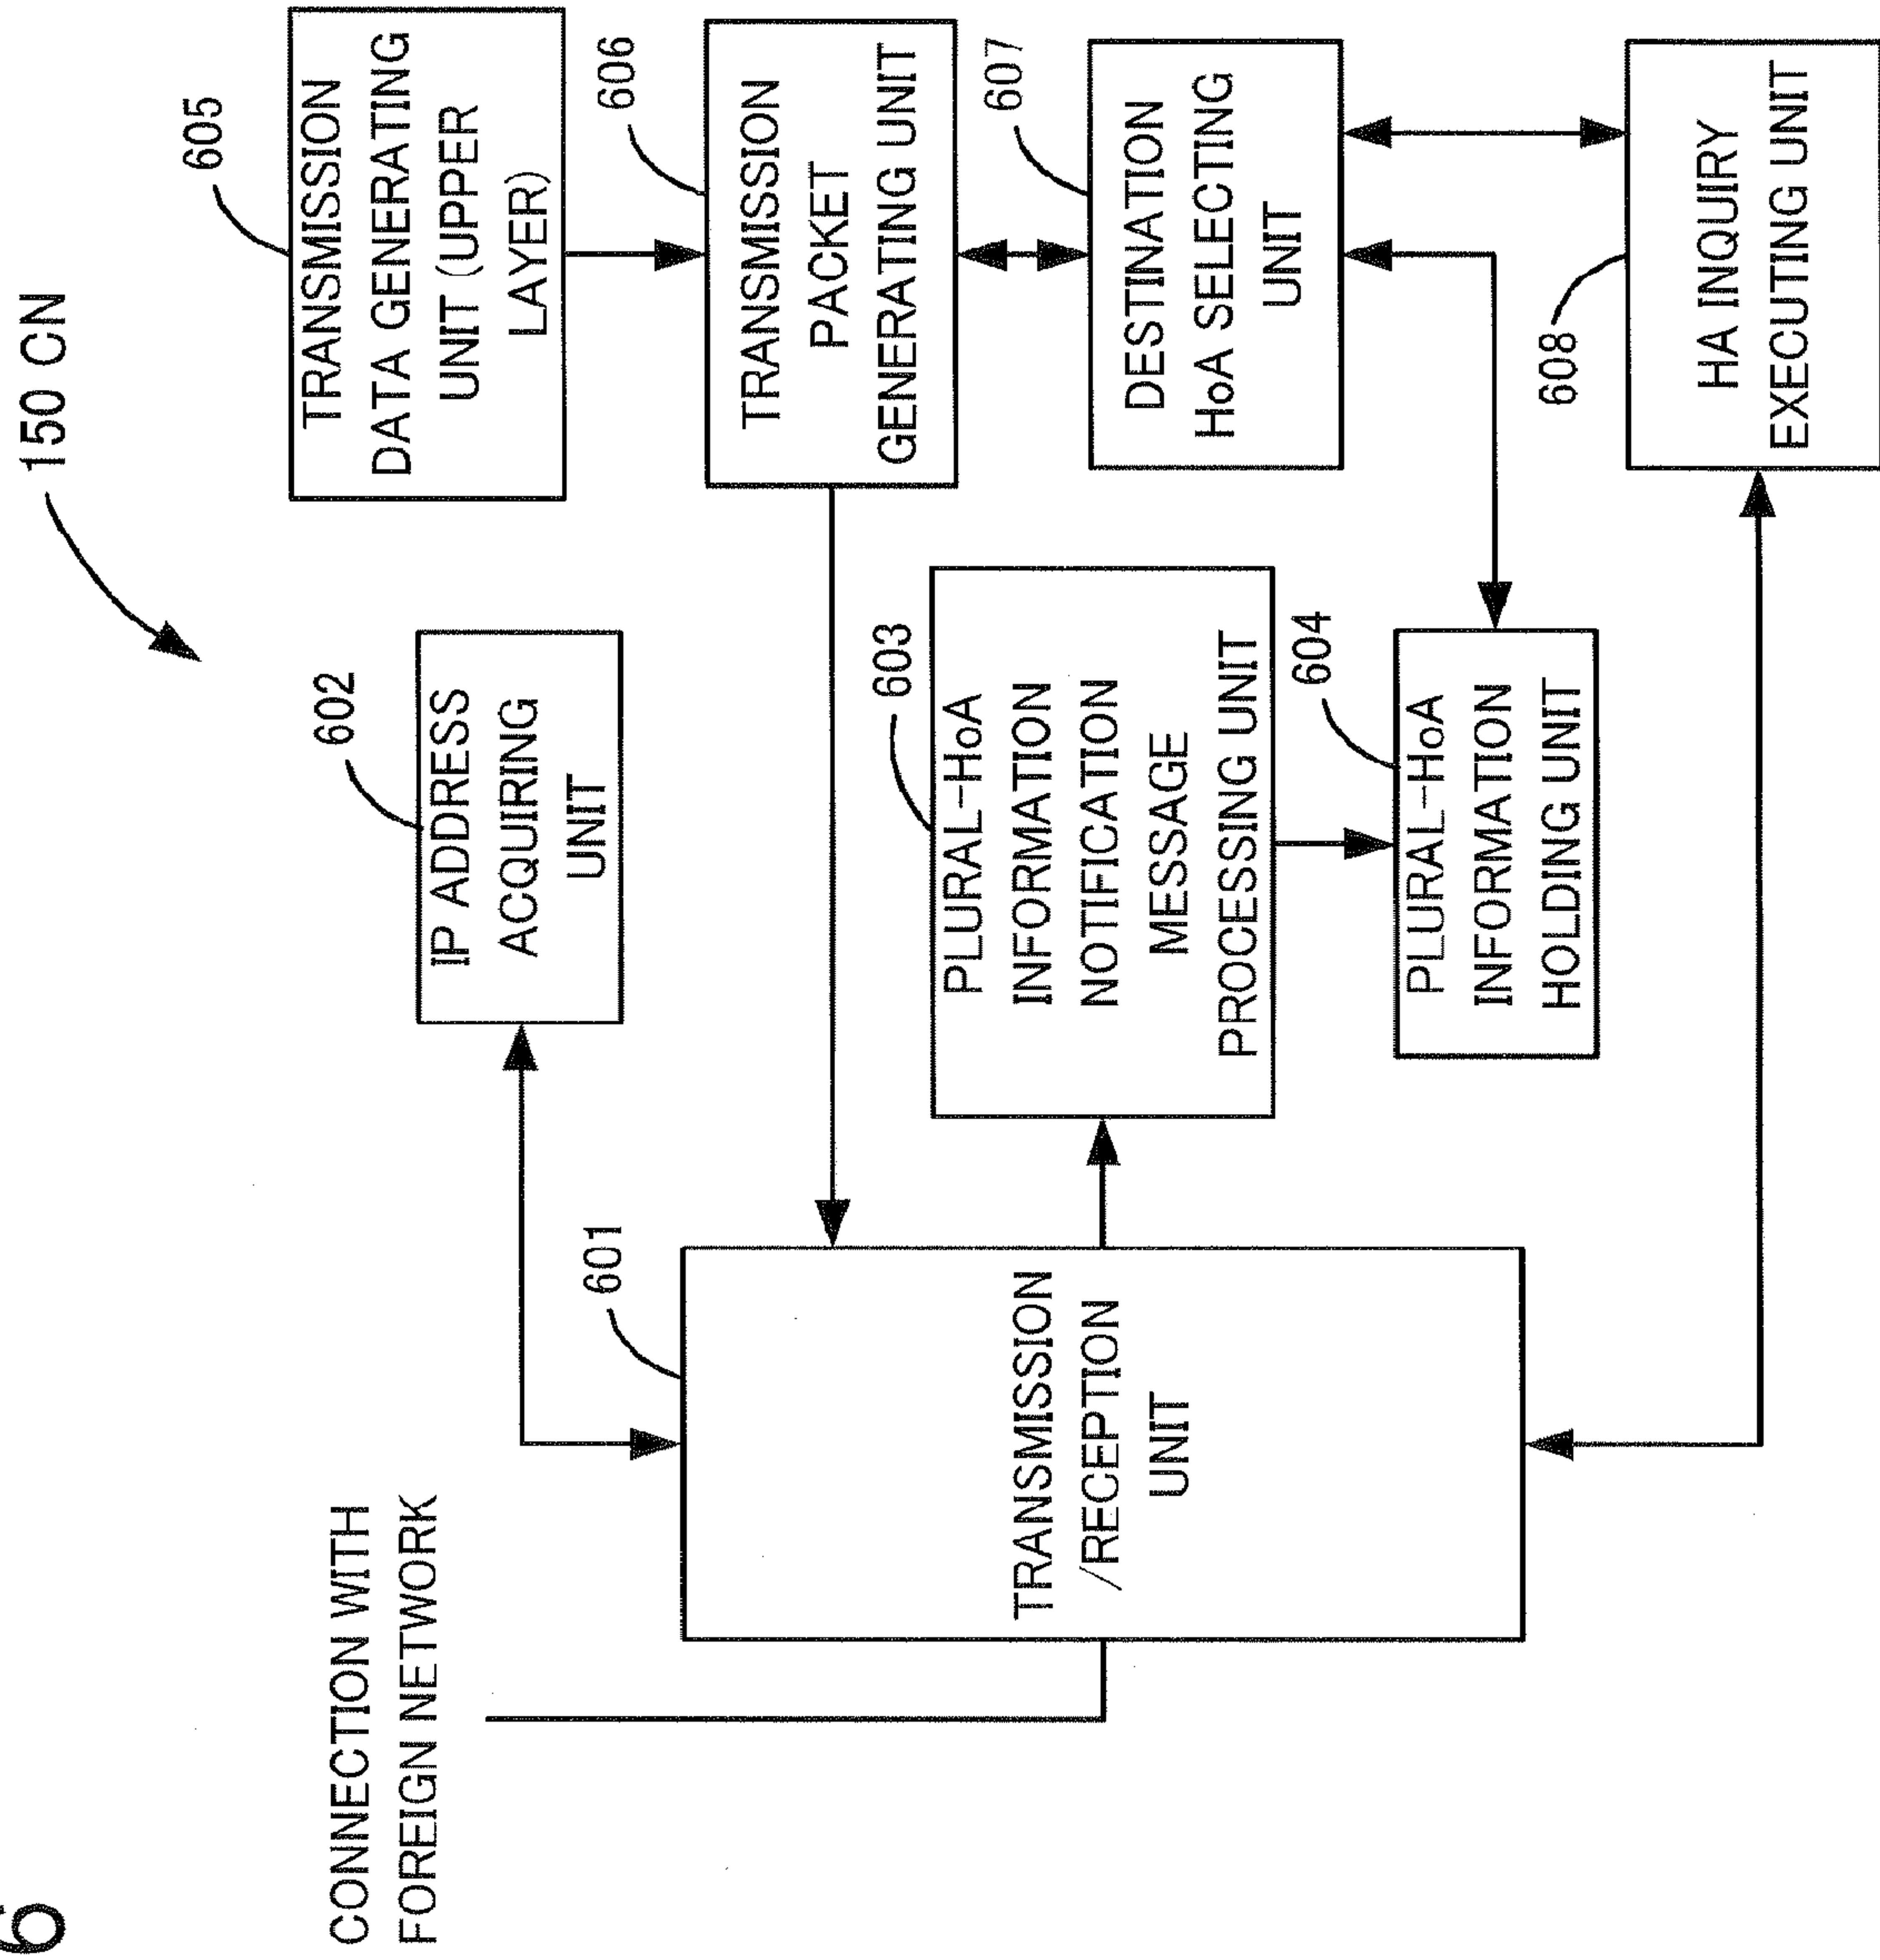 6
150 CN
CONNECTION WITH
FOREIGN NETWORK
601
TRANSMISSION
/RECEPTION
UNIT
602
IP ADDRESS
ACQUIRING
UNIT
603
PLURAL-HoA
INFORMATION
NOTIFICATION
MESSAGE
PROCESSING UNIT
604
PLURAL-HoA
INFORMATION
HOLDING UNIT
605
TRANSMISSION
DATA GENERATING
UNIT (UPPER
LAYER)
606
TRANSMISSION
PACKET
GENERATING UNIT
607
DESTINATION
HoA SELECTING
UNIT
608
HA INQUIRY
EXECUTING UNIT